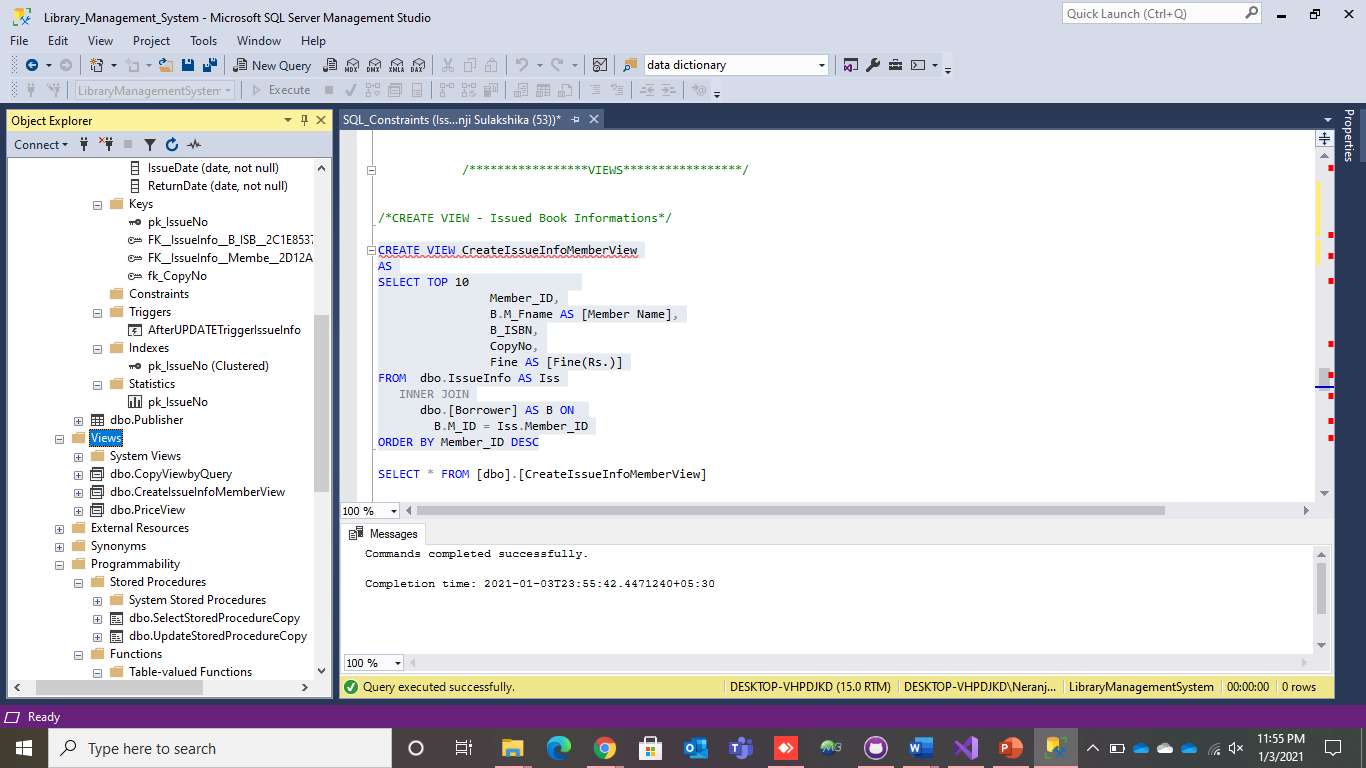 Library_Management_System - Microsoft SQL Server Management Studio
Quick Launch (Ctrl+Q)
File Edit View Project Tools Window Help
New Query
MDX DMX XMLA DAX
data dictionary
LibraryManagementSystem
Execute
Object Explorer
Connect
IssueDate (date, not null)
ReturnDate (date, not null)
Keys
pk_IssueNo
FK__IssueInfo__B_ISB__2C1E8537
FK__IssueInfo__Membe__2D12A
fk_CopyNo
Constraints
Triggers
AfterUPDATETriggerIssueInfo
Indexes
pk_IssueNo (Clustered)
Statistics
pk_IssueNo
dbo.Publisher
Views
System Views
dbo.CopyViewbyQuery
dbo.CreateIssueInfoMemberView
dbo.PriceView
External Resources
Synonyms
Programmability
Stored Procedures
System Stored Procedures
dbo.SelectStoredProcedureCopy
dbo.UpdateStoredProcedureCopy
Functions
Table-valued Functions
SQL_Constraints (Iss...nji Sulakshika (53))*
/*****************VIEWS*****************/
/*CREATE VIEW - Issued Book Informations*/
CREATE VIEW CreateIssueInfoMemberView
AS
SELECT TOP 10
Member_ID,
B.M_Fname AS [Member Name],
B_ISBN,
CopyNo,
Fine AS [Fine(Rs.)]
FROM dbo.IssueInfo AS Iss
INNER JOIN
dbo.[Borrower] AS B ON
B.M_ID = Iss.Member_ID
ORDER BY Member_ID DESC
SELECT * FROM [dbo].[CreateIssueInfoMemberView]
100 %
Messages
Commands completed successfully.
Completion time: 2021-01-03T23:55:42.4471240+05:30
100 %
Query executed successfully.
DESKTOP-VHPDJKD (15.0 RTM)
DESKTOP-VHPDJKD\Neranj...
LibraryManagementSystem
00:00:00
0 rows
Properties
Ready
Type here to search
11:55 PM
1/3/2021